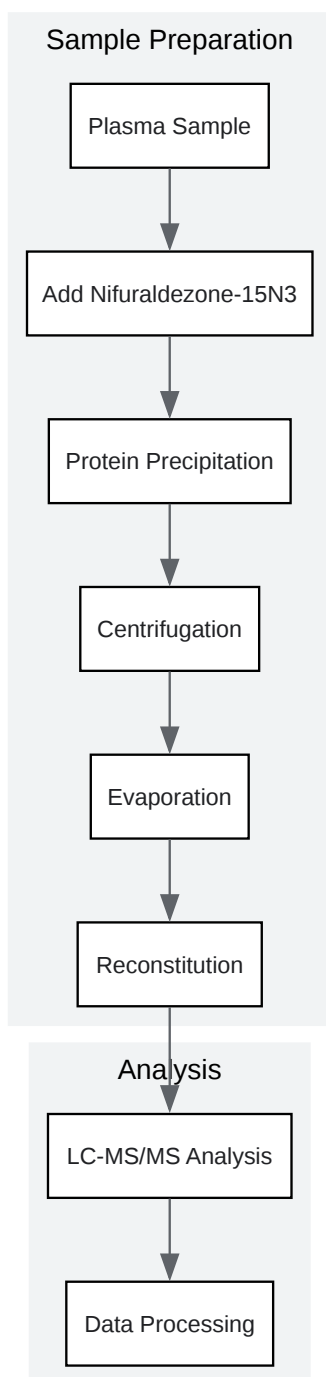 Sample Preparation
Plasma Sample
Add Nifuraldezone-15N3
Protein Precipitation
Centrifugation
Evaporation
Reconstitution
Analysis
LC-MS/MS Analysis
Data Processing